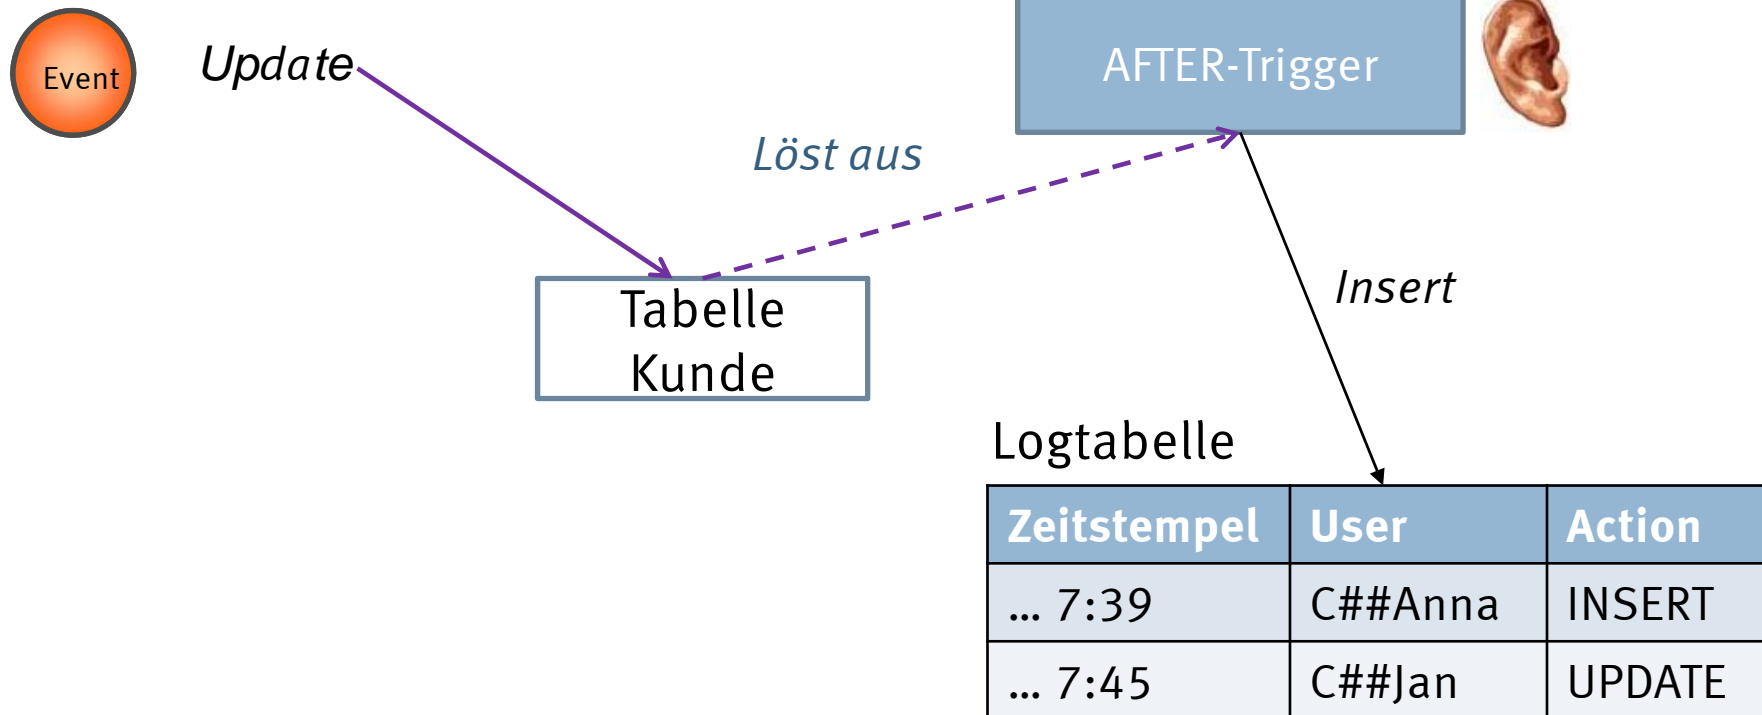 Event
Update
AFTER-Trigger
Löst aus
Tabelle
Kunde
Insert
Logtabelle
Zeitstempel User Action
... 7:39 C##Anna INSERT
... 7:45 C##Jan UPDATE